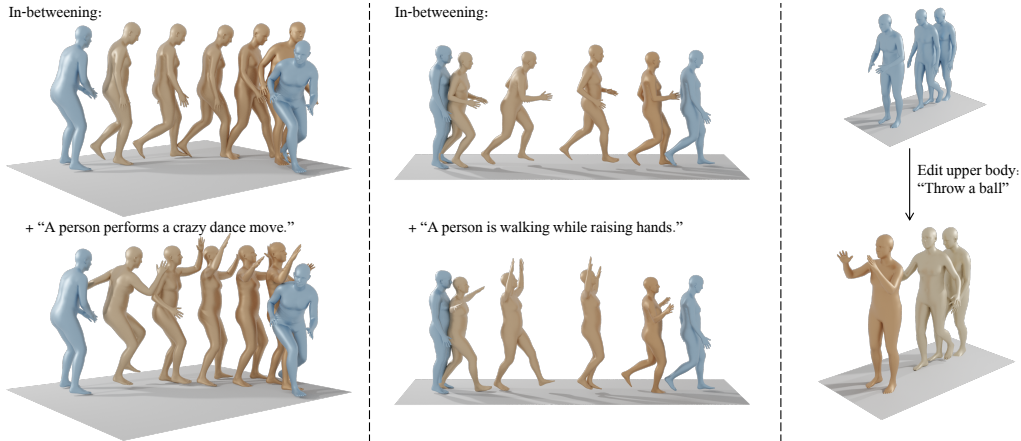 In-betweening:
+ “A person performs a crazy dance move.”
In-betweening:
+ “A person is walking while raising hands.”
Edit upper body:
“Throw a ball”